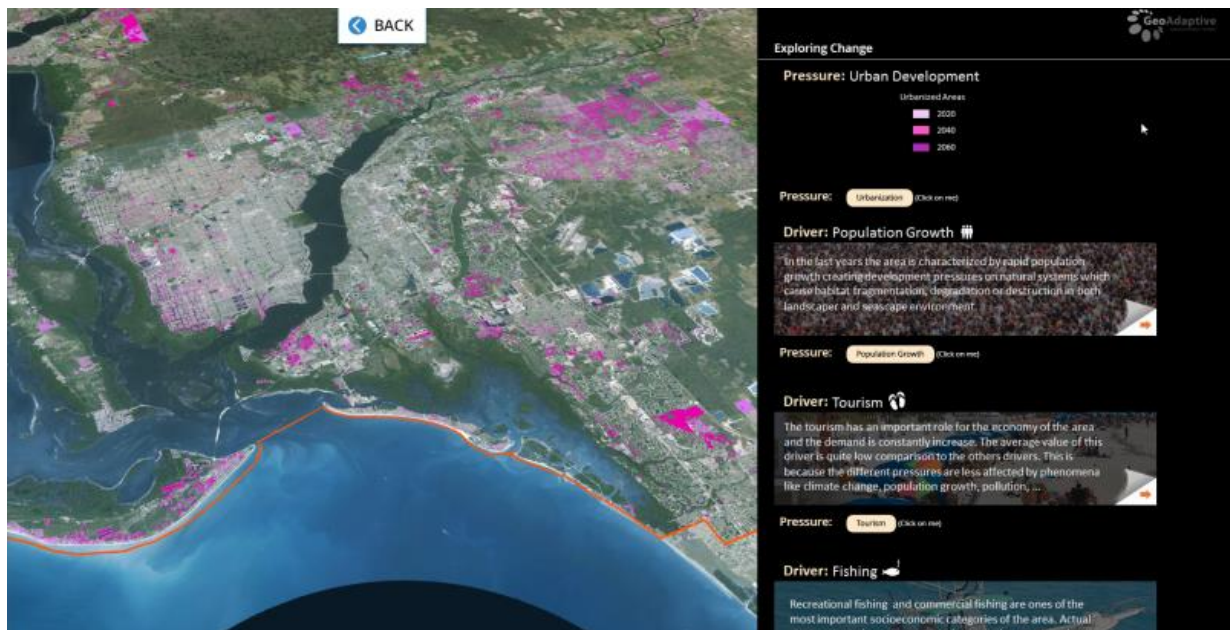 BACK
GeoAdaptive
Exploring Change
Pressure: Urban Development
Urbanized Areas
2020
2040
2060
Pressure: Urbanization (Click on me)
Driver: Population Growth
In the last years the area is characterized by rapid population
growth creating development pressures on natural systems which
cause habitat fragmentation, degradation or destruction in both
landscaper and seascape environment.
Pressure: Population Growth (Click on me)
Driver: Tourism
The tourism has an important role for the economy of the area
and the demand is constantly increase. The average value of this
driver is quite low comparison to the others drivers. This is
because the different pressures are less affected by phenomena
like climate change, population growth, pollution, ...
Pressure: Tourism (Click on me)
Driver: Fishing
Recreational fishing and commercial fishing are ones of the
most important socioeconomic categories of the area. Actual